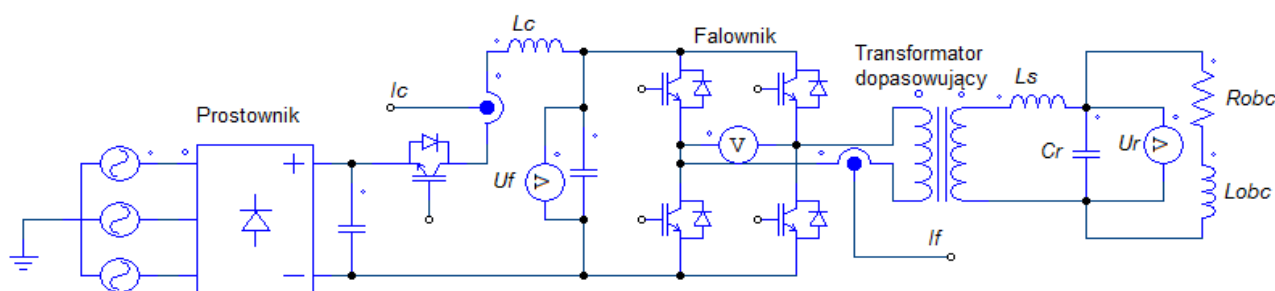 Lc
Falownik
Transformator
dopasowujący
Ls
Ic
Robc
Prostownik
+
V
Cr
Ur
V
Uf
V
Lobc
If
−